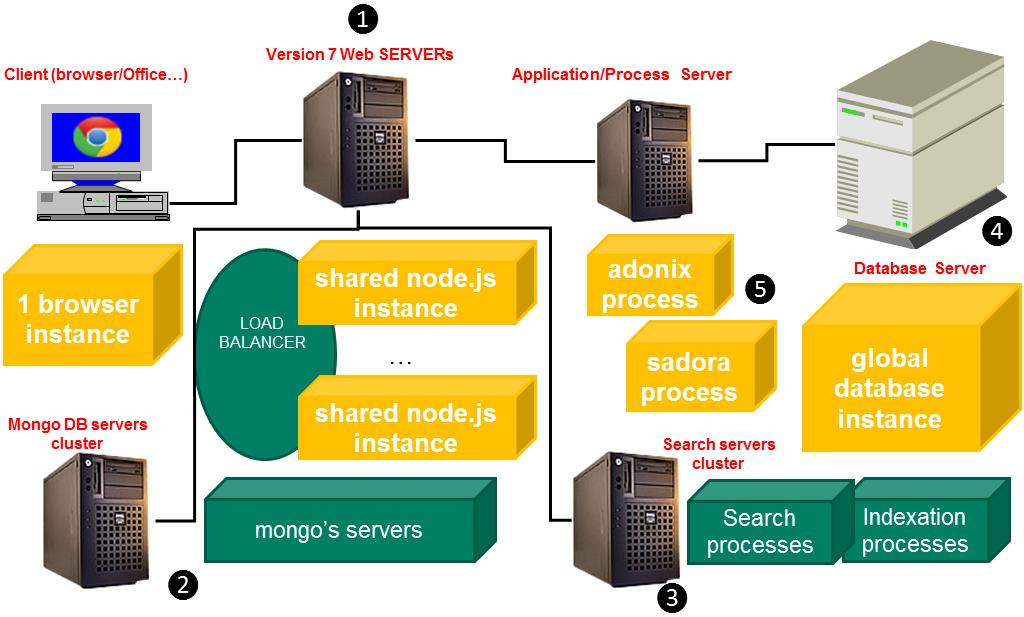 1
Version 7 Web SERVERs
Client (browser/Office…)
Application/Process Server
4
Database Server
1 browser
instance
LOAD
BALANCER
shared node.js
instance
…
shared node.js
instance
adonix
process
5
sadora
process
global
database
instance
Mongo DB servers
cluster
2
mongo's servers
Search servers
cluster
3
Search
processes
Indexation
processes